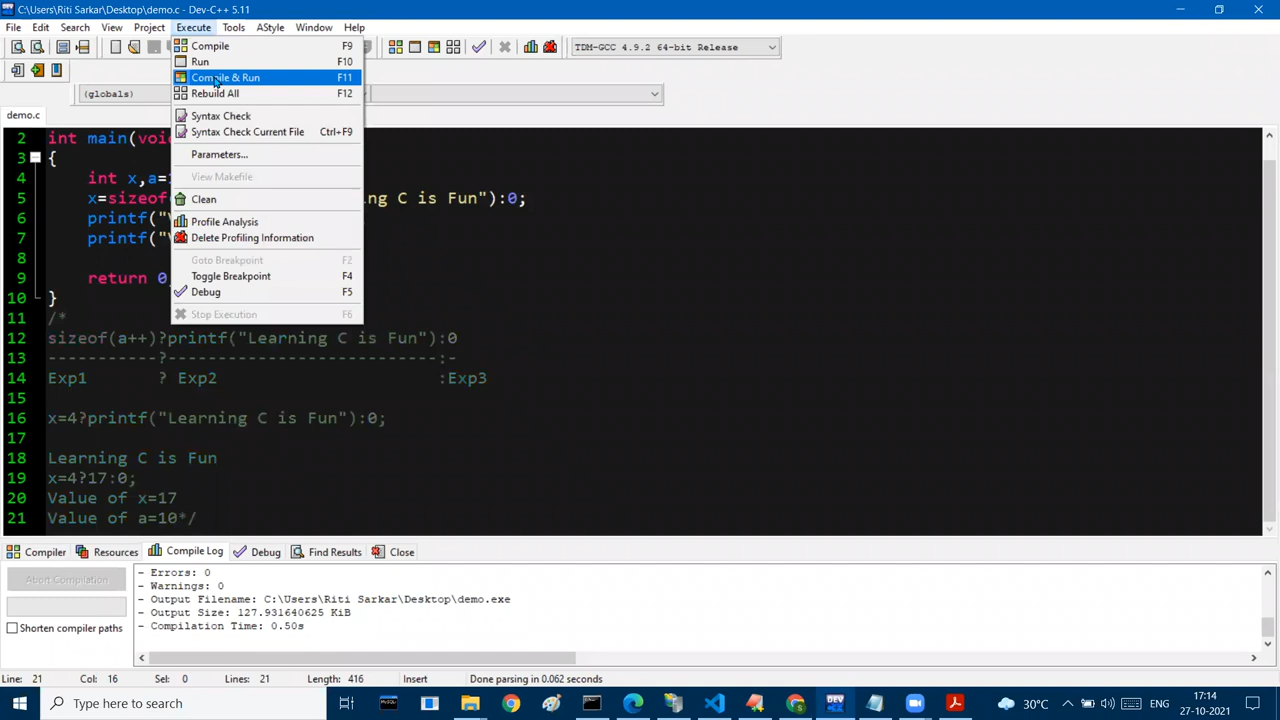 C:\Users\Riti Sarkar\Desktop\demo.c - Dev-C++ 5.11
File Edit Search View Project Execute Tools AStyle Window Help
TDM-GCC 4.9.2 64-bit Release
(globals)
demo.c
Compile F9
Run F10
Compile & Run F11
Rebuild All F12
Syntax Check
Syntax Check Current File Ctrl+F9
Parameters...
View Makefile
Clean
Profile Analysis
Delete Profiling Information
Goto Breakpoint F2
Toggle Breakpoint F4
Debug F5
Stop Execution F6
2 int main(voi
3 {
4 int x,a=
5 x=sizeof ng C is Fun"):0;
6 printf("
7 printf("
8
9 return 0
10 }
11 /*
12 sizeof(a++)?printf("Learning C is Fun"):0
13 -----------?---------------------------:-
14 Exp1 ? Exp2 :Exp3
15
16 x=4?printf("Learning C is Fun"):0;
17
18 Learning C is Fun
19 x=4?17:0;
20 Value of x=17
21 Value of a=10*/
Compiler Resources Compile Log Debug Find Results Close
Abort Compilation
Shorten compiler paths
- Errors: 0
- Warnings: 0
- Output Filename: C:\Users\Riti Sarkar\Desktop\demo.exe
- Output Size: 127.931640625 KiB
- Compilation Time: 0.50s
Line: 21 Col: 16 Sel: 0 Lines: 21 Length: 416 Insert Done parsing in 0.062 seconds
Type here to search
30°C
ENG
17:14
27-10-2021